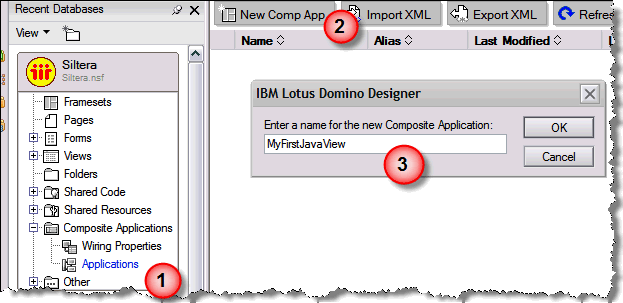 Recent Databases
View
Siltera
Siltera.nsf
Framesets
Pages
Forms
Views
Folders
Shared Code
Shared Resources
Composite Applications
Wiring Properties
Applications
Other
1
New Comp App
Import XML
Export XML
Refres
2
Name
Alias
Last Modified
L
IBM Lotus Domino Designer
Enter a name for the new Composite Application:
MyFirstJavaView
OK
Cancel
3